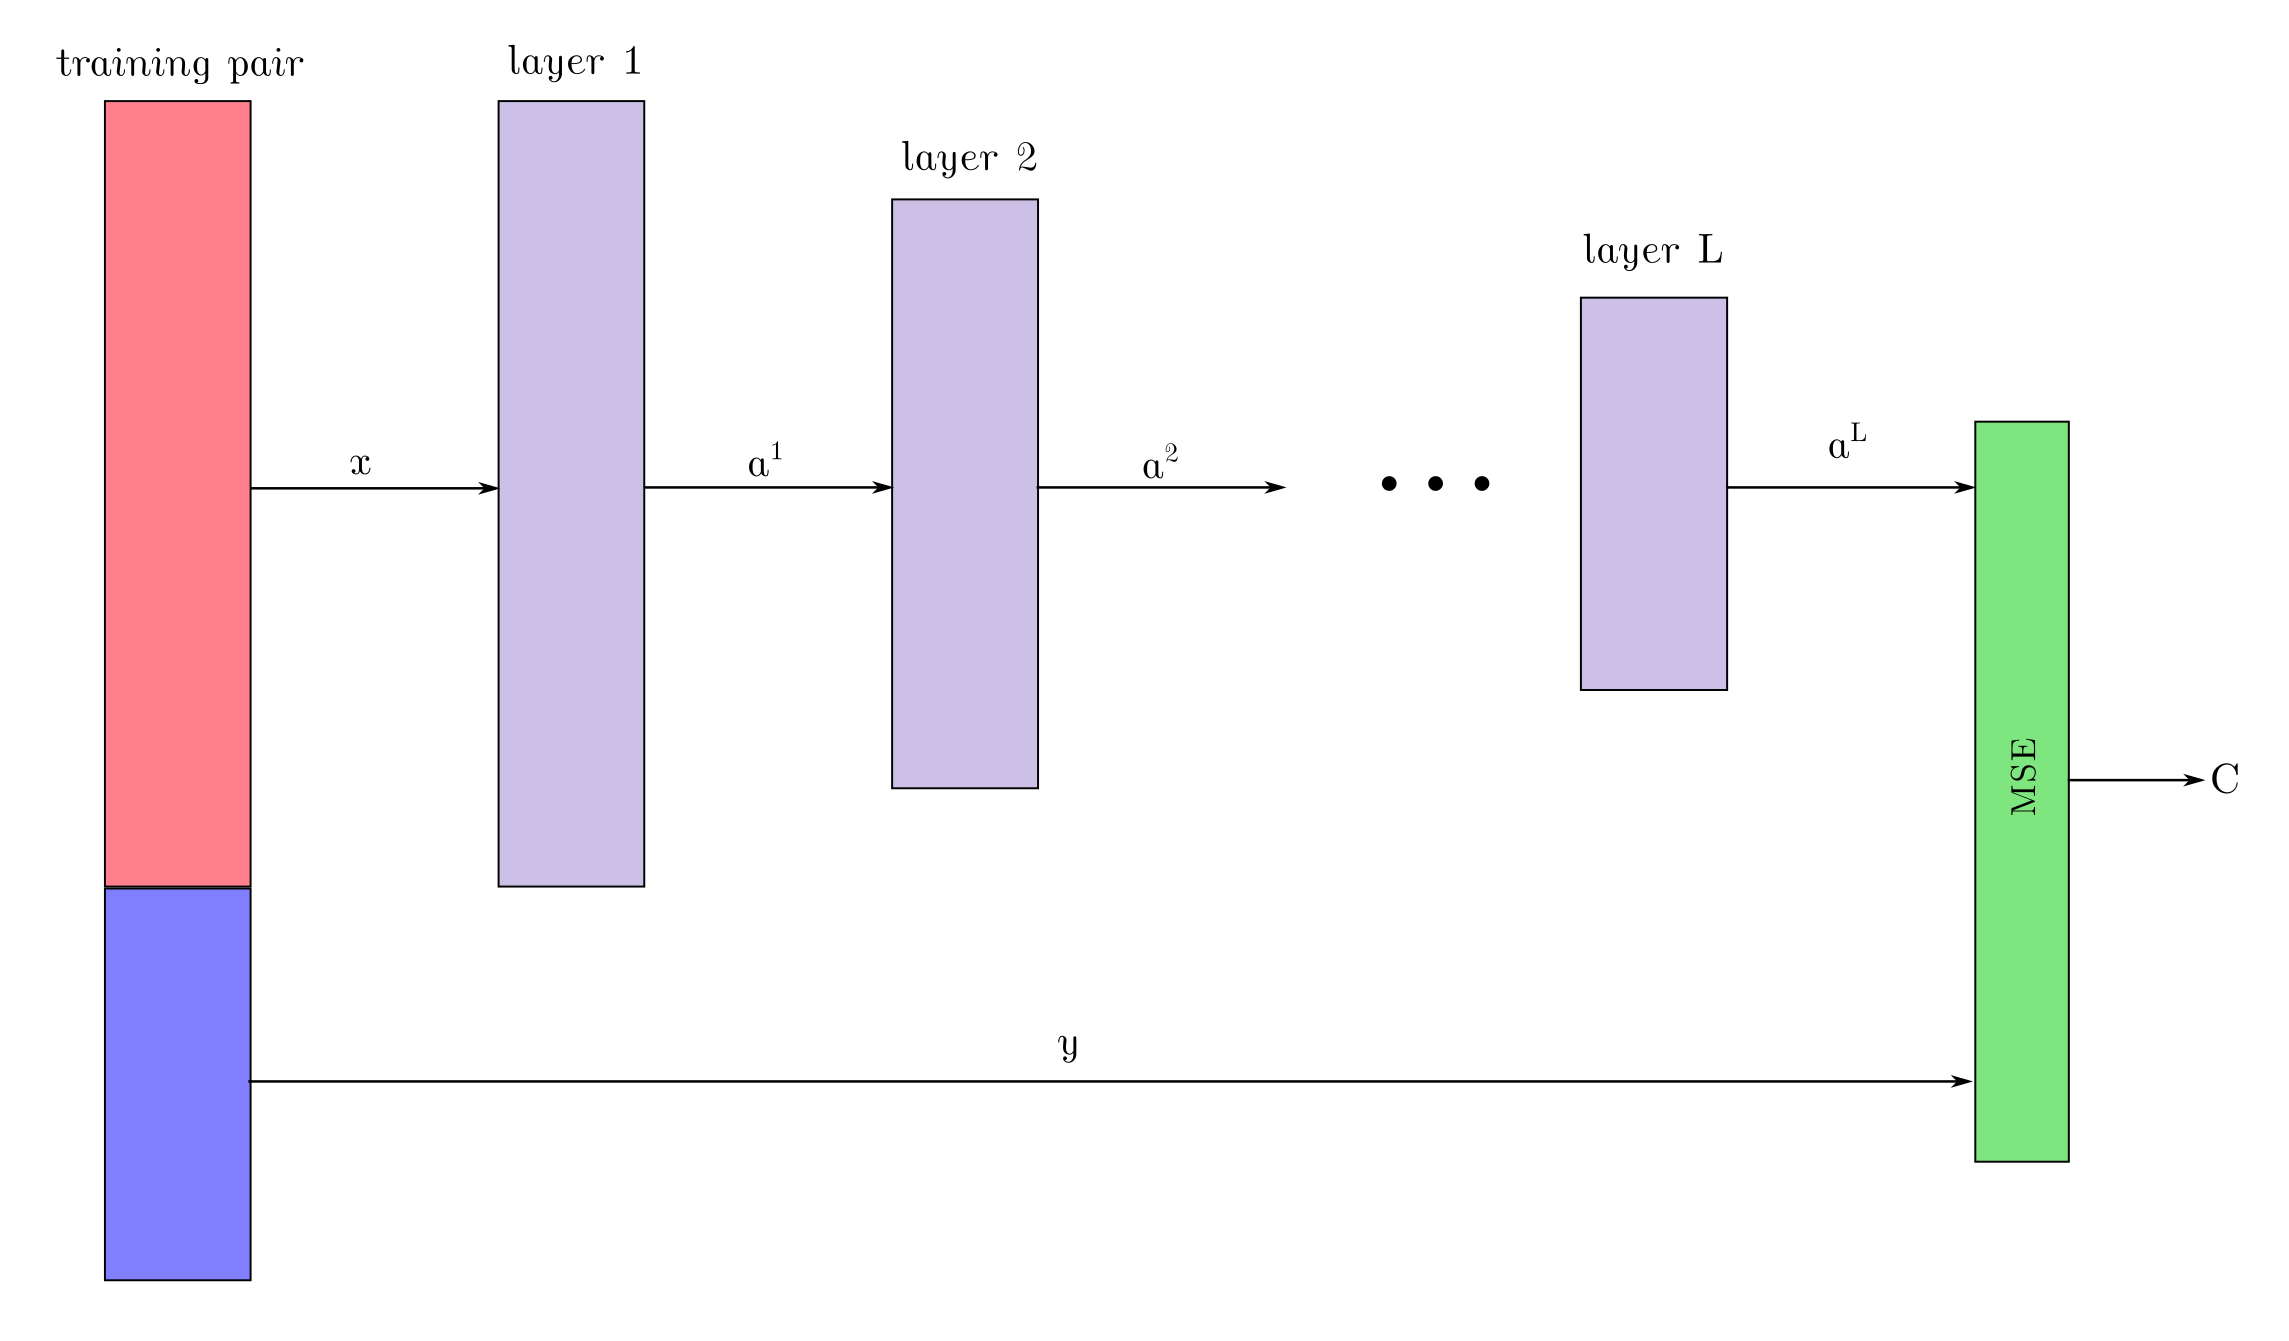 training pair
layer 1
layer 2
layer L
x
a¹
a²
aᴸ
MSE
C
y